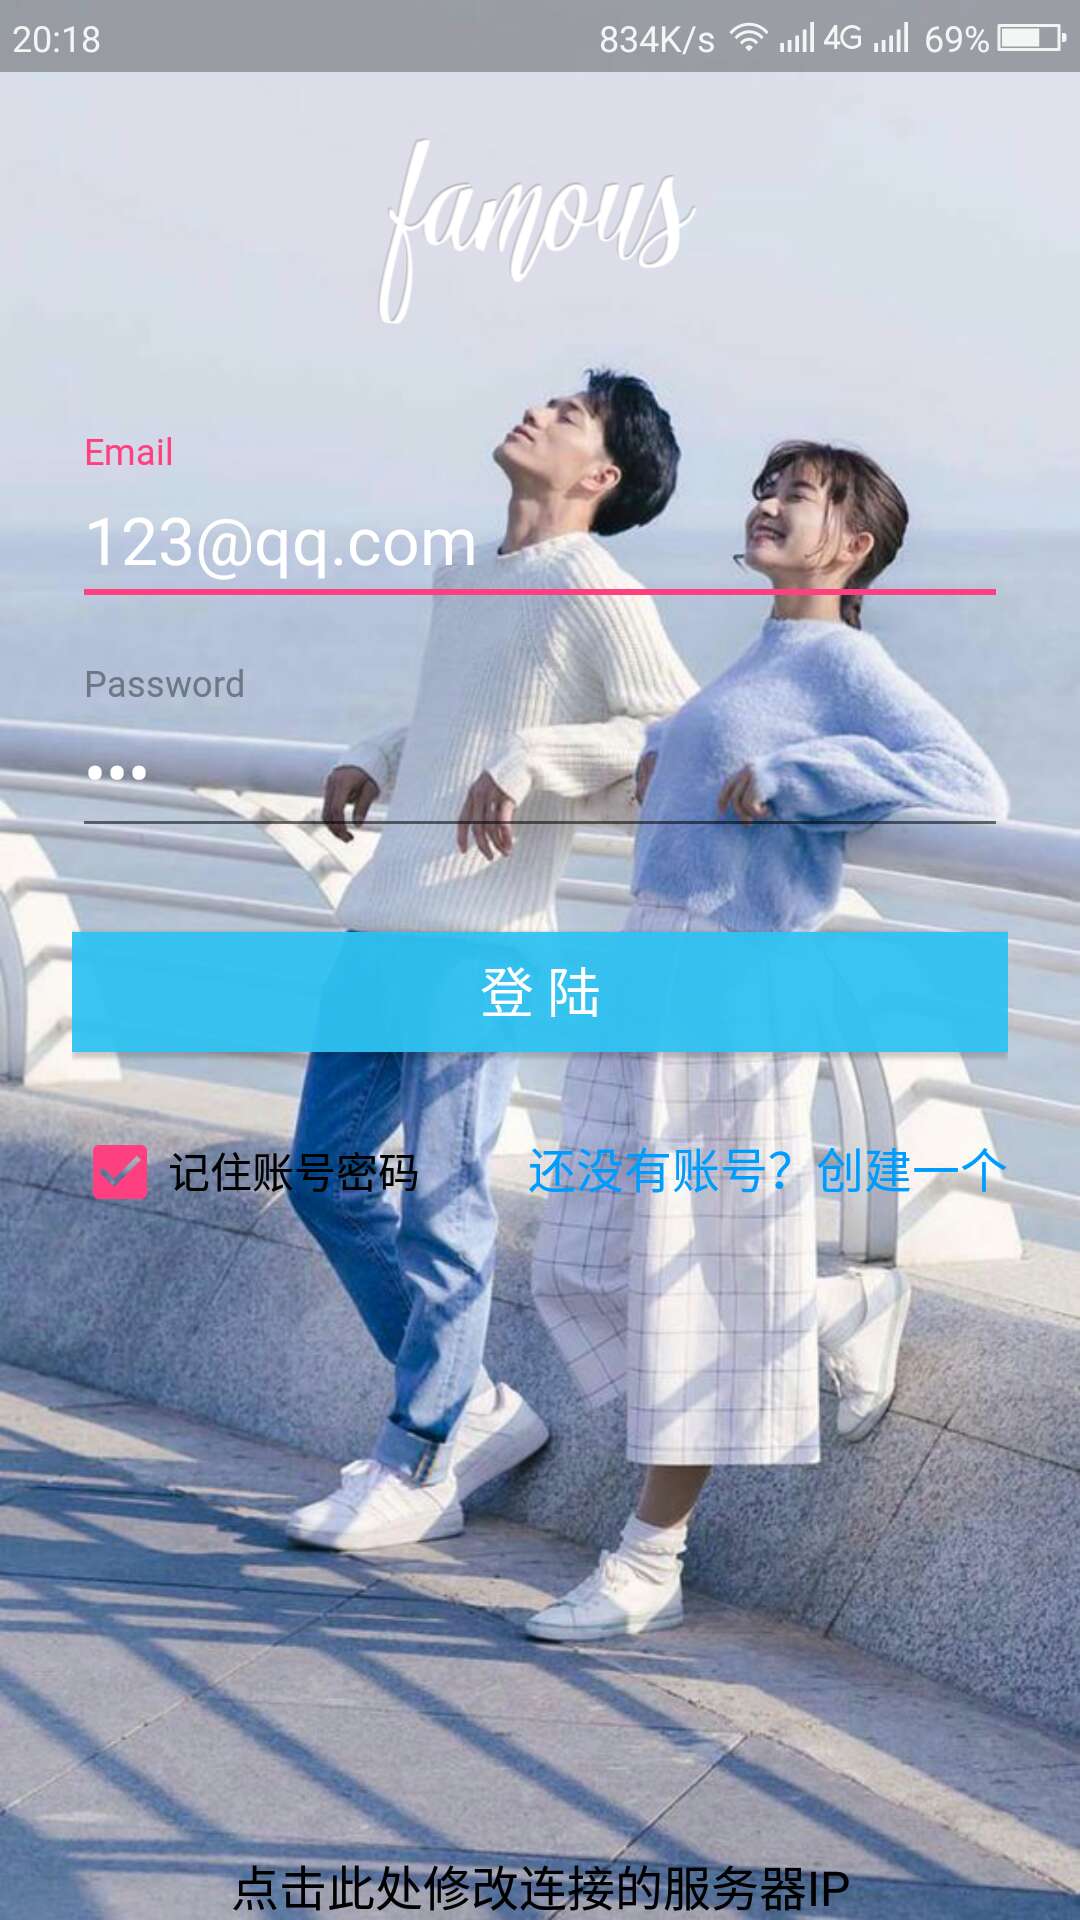 20:18 834K/s 4G 69%
famous
Email
123@qq.com
Password
登 陆
记住账号密码 还没有账号？创建一个
点击此处修改连接的服务器IP